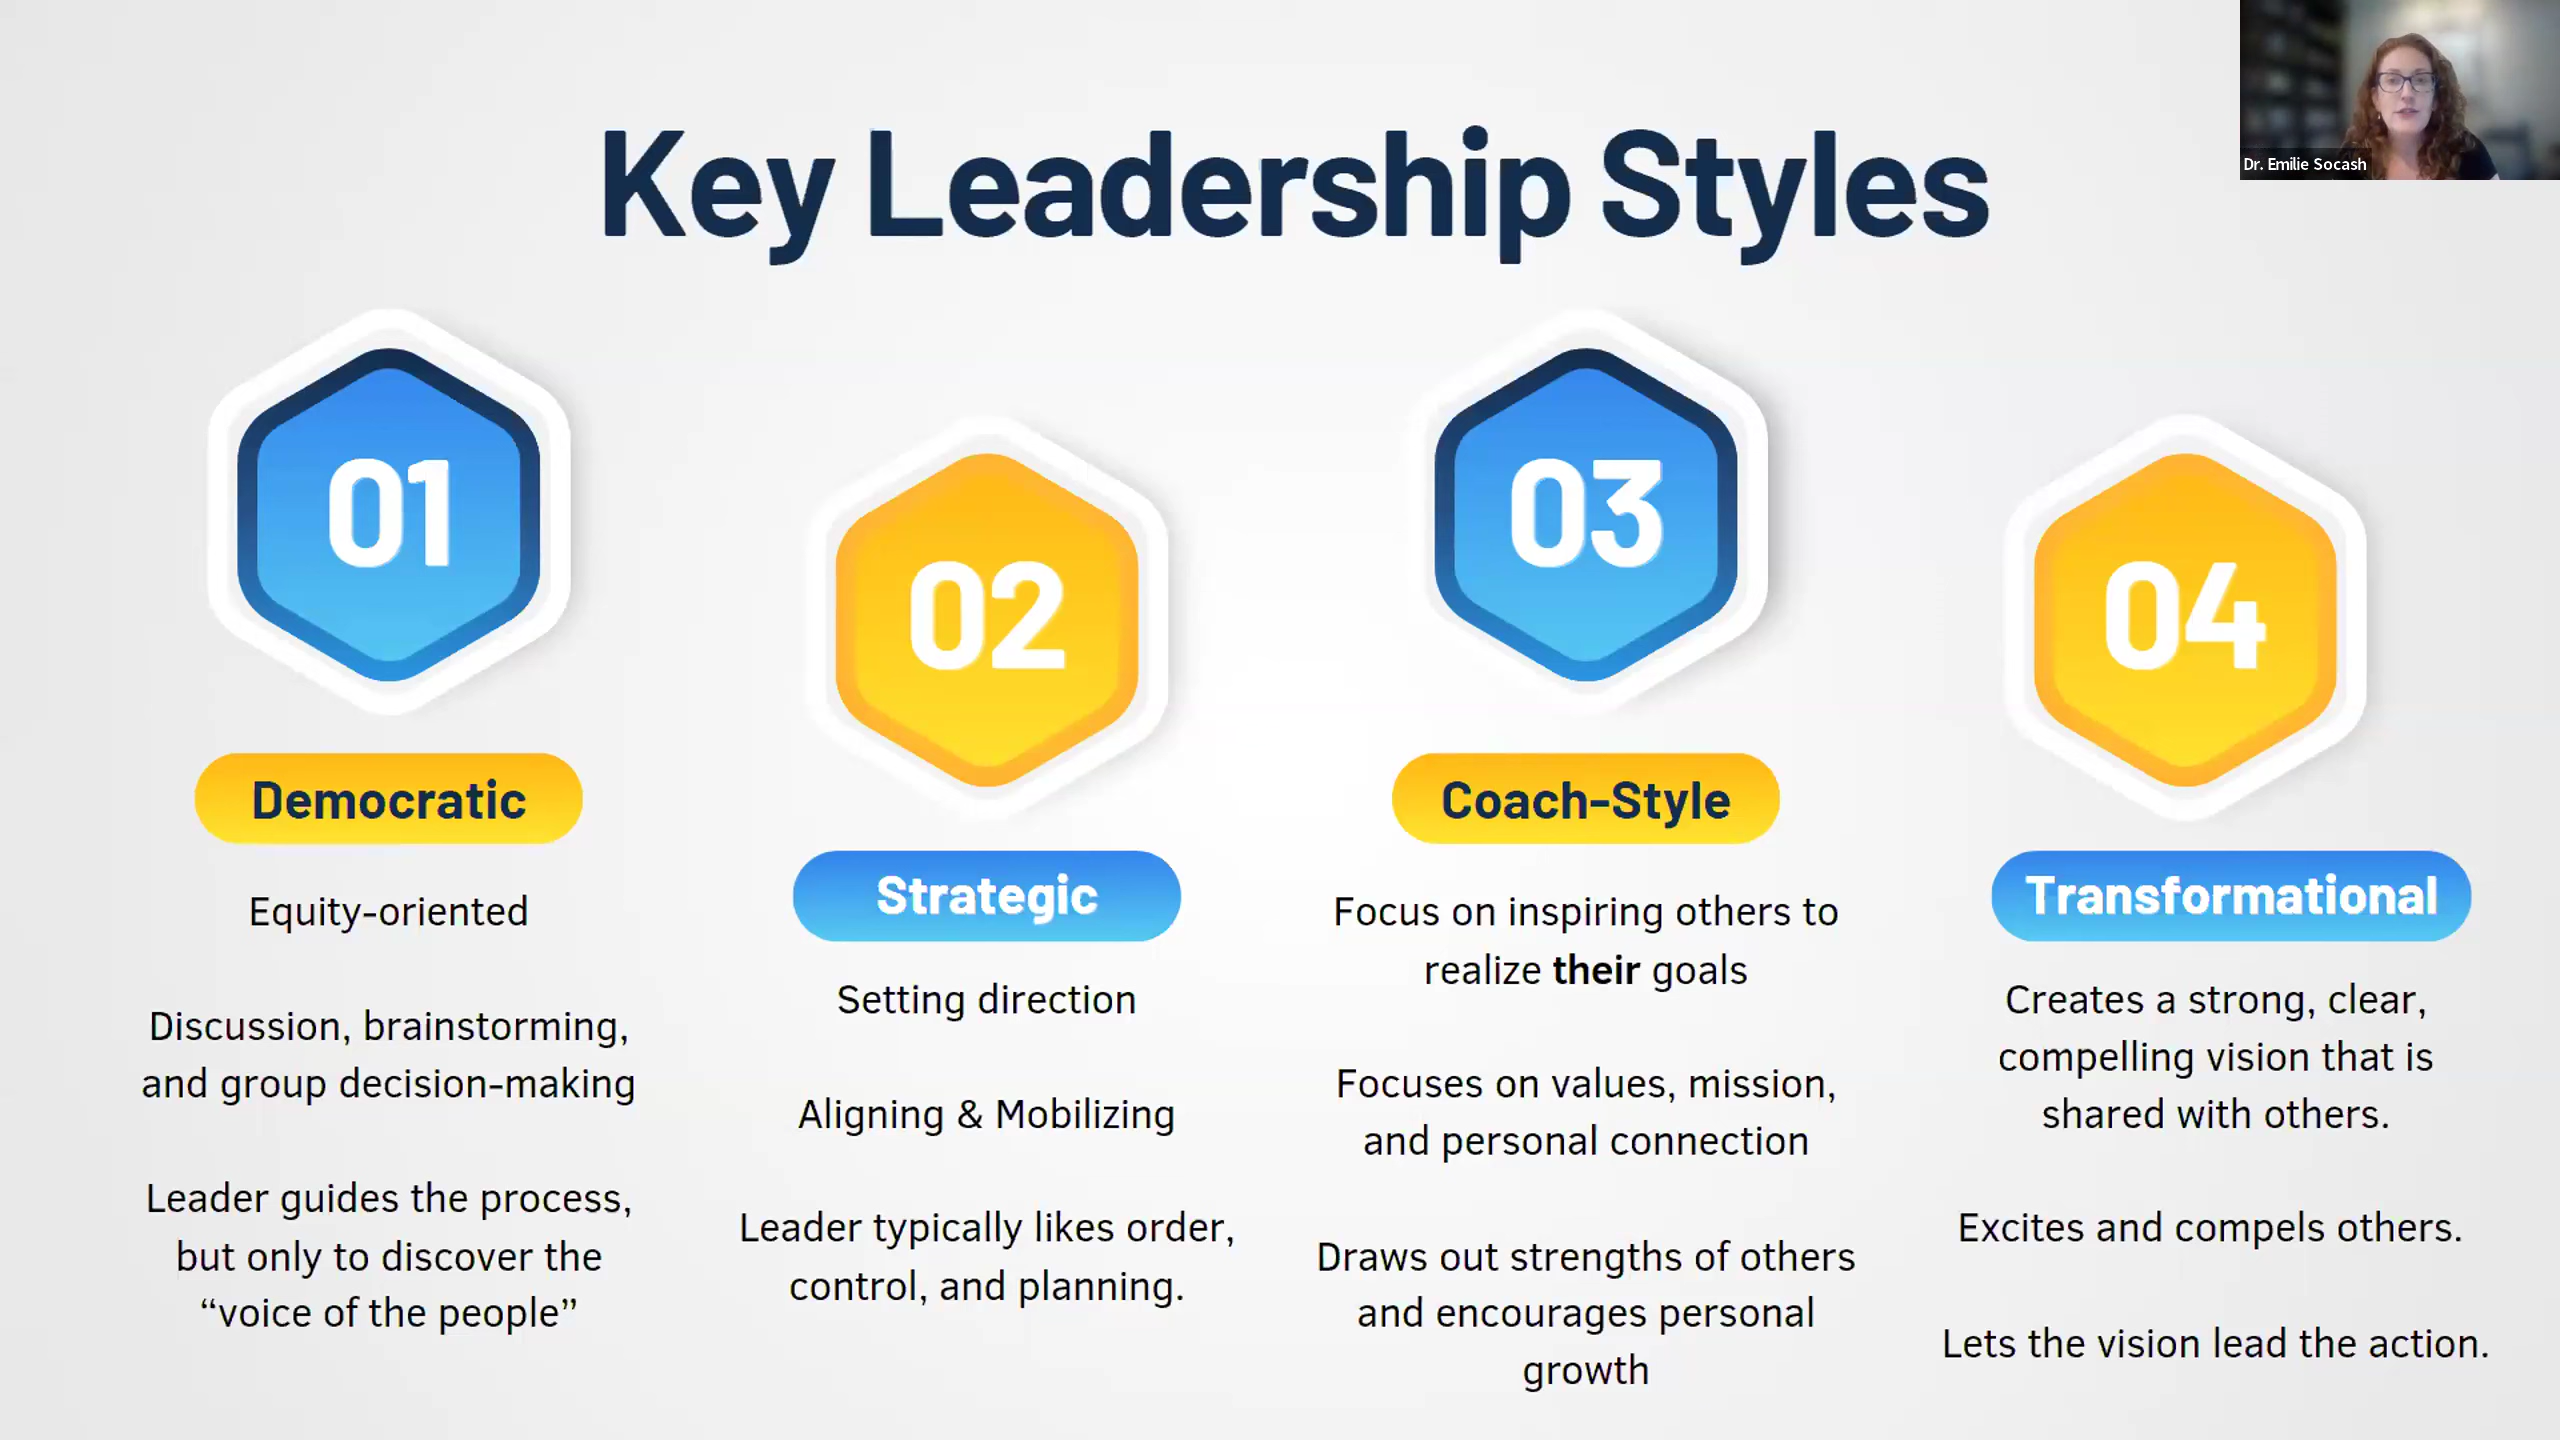 Dr. Emilie Socash
Key Leadership Styles
01
Democratic
Equity-oriented
Discussion, brainstorming,
and group decision-making
Leader guides the process,
but only to discover the
“voice of the people”
02
Strategic
Setting direction
Aligning & Mobilizing
Leader typically likes order,
control, and planning.
03
Coach-Style
Focus on inspiring others to
realize their goals
Focuses on values, mission,
and personal connection
Draws out strengths of others
and encourages personal
growth
04
Transformational
Creates a strong, clear,
compelling vision that is
shared with others.
Excites and compels others.
Lets the vision lead the action.